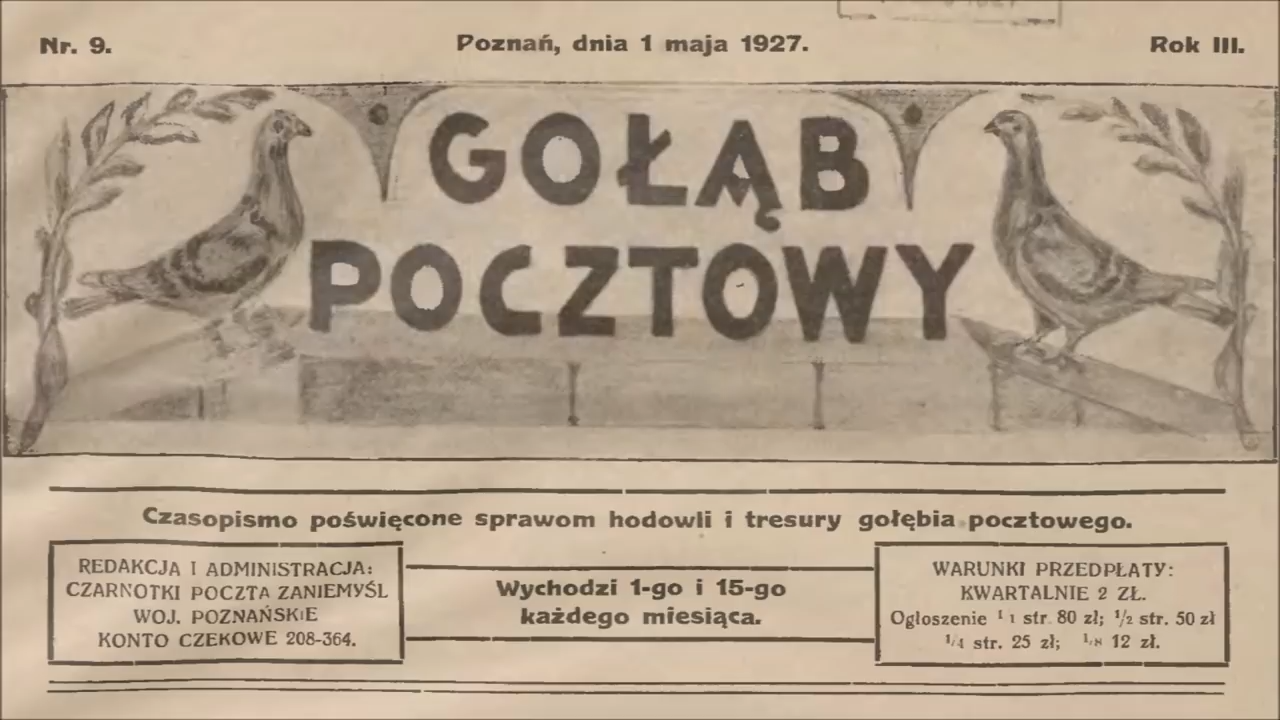 Nr. 9.
Poznań, dnia 1 maja 1927.
Rok III.
GOŁĄB
POCZTOWY
Czasopismo poświęcone sprawom hodowli i tresury gołębia pocztowego.
REDAKCJA I ADMINISTRACJA:
CZARNOTKI POCZTA ZANIEMYŚL
WOJ. POZNAŃSKIE
KONTO CZEKOWE 208-364.
Wychodzi 1-go i 15-go
każdego miesiąca.
WARUNKI PRZEDPŁATY:
KWARTALNIE 2 ZŁ.
Ogłoszenie 1/1 str. 80 zł; 1/2 str. 50 zł
1/4 str. 25 zł; 1/8 12 zł.